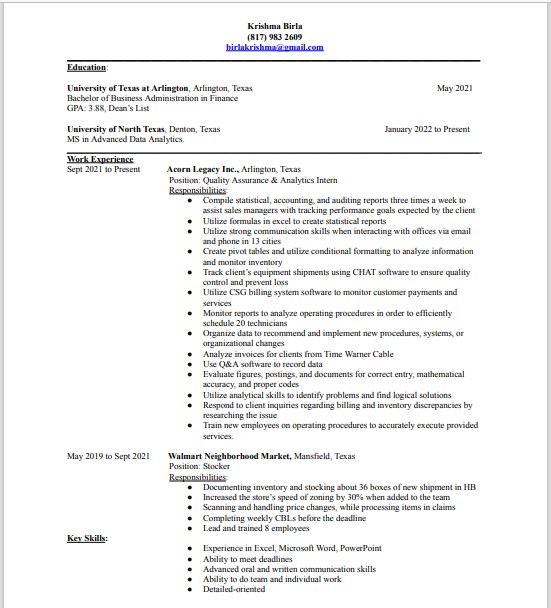 Krishma Birla
(817) 983 2609
birlakrishma@gmail.com
Education:
University of Texas at Arlington, Arlington, Texas May 2021
Bachelor of Business Administration in Finance
GPA: 3.88, Dean's List
University of North Texas, Denton, Texas January 2022 to Present
MS in Advanced Data Analytics.
Work Experience
Sept 2021 to Present Acorn Legacy Inc., Arlington, Texas
Position: Quality Assurance & Analytics Intern
Responsibilities:
● Compile statistical, accounting, and auditing reports three times a week to
assist sales managers with tracking performance goals expected by the client
● Utilize formulas in excel to create statistical reports
● Utilize strong communication skills when interacting with offices via email
and phone in 13 cities
● Create pivot tables and utilize conditional formatting to analyze information
and monitor inventory
● Track client's equipment shipments using CHAT software to ensure quality
control and prevent loss
● Utilize CSG billing system software to monitor customer payments and
services
● Monitor reports to analyze operating procedures in order to efficiently
schedule 20 technicians
● Organize data to recommend and implement new procedures, systems, or
organizational changes
● Analyze invoices for clients from Time Warner Cable
● Use Q&A software to record data
● Evaluate figures, postings, and documents for correct entry, mathematical
accuracy, and proper codes
● Utilize analytical skills to identify problems and find logical solutions
● Respond to client inquiries regarding billing and inventory discrepancies by
researching the issue
● Train new employees on operating procedures to accurately execute provided
services.
May 2019 to Sept 2021 Walmart Neighborhood Market, Mansfield, Texas
Position: Stocker
Responsibilities:
● Documenting inventory and stocking about 36 boxes of new shipment in HB
● Increased the store's speed of zoning by 30% when added to the team
● Scanning and handling price changes, while processing items in claims
● Completing weekly CBLs before the deadline
● Lead and trained 8 employees
Key Skills:
● Experience in Excel, Microsoft Word, PowerPoint
● Ability to meet deadlines
● Advanced oral and written communication skills
● Ability to do team and individual work
● Detailed-oriented